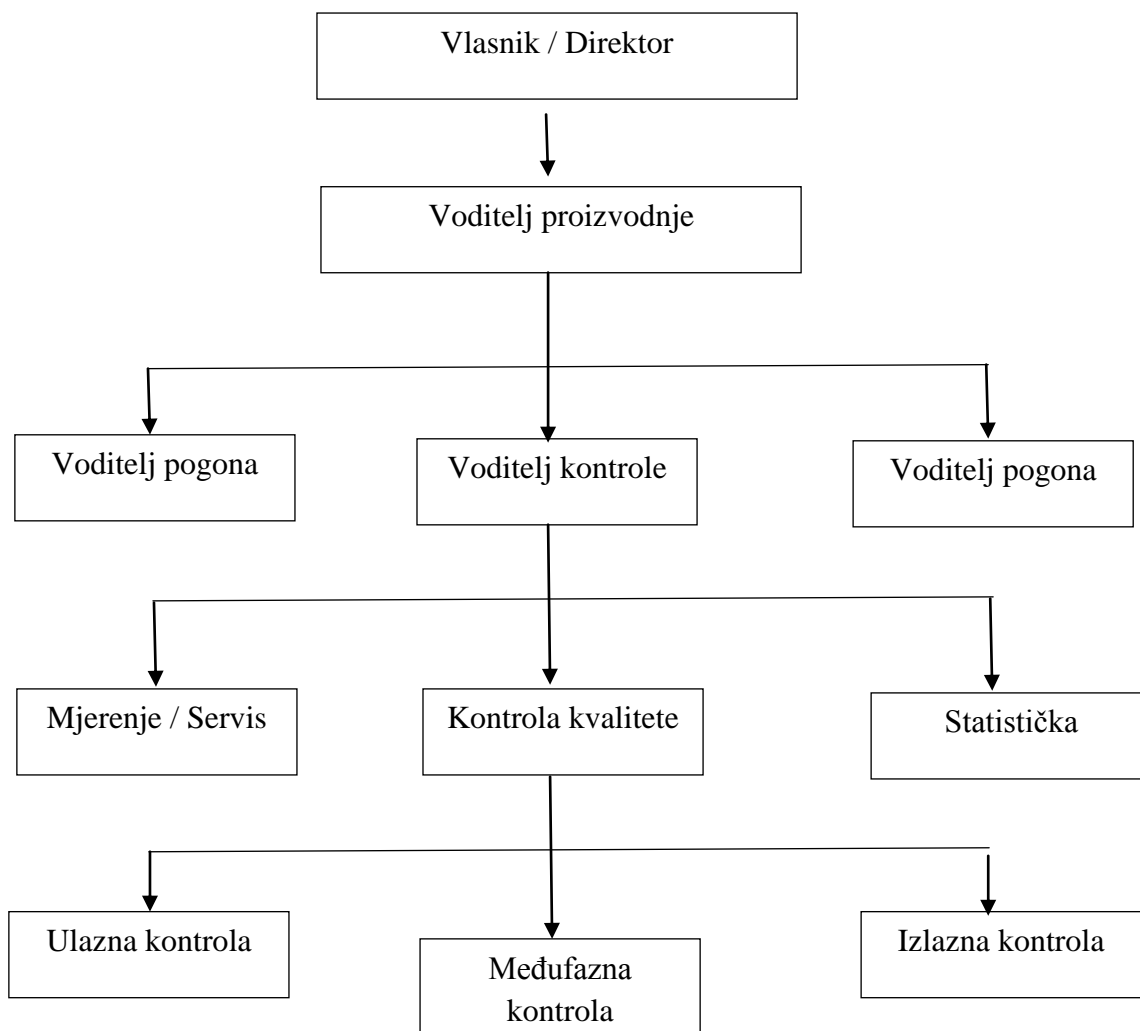 Vlasnik / Direktor
Voditelj proizvodnje
Voditelj pogona
Voditelj kontrole
Voditelj pogona
Mjerenje / Servis
Kontrola kvalitete
Statistička
Ulazna kontrola
Međufazna
kontrola
Izlazna kontrola